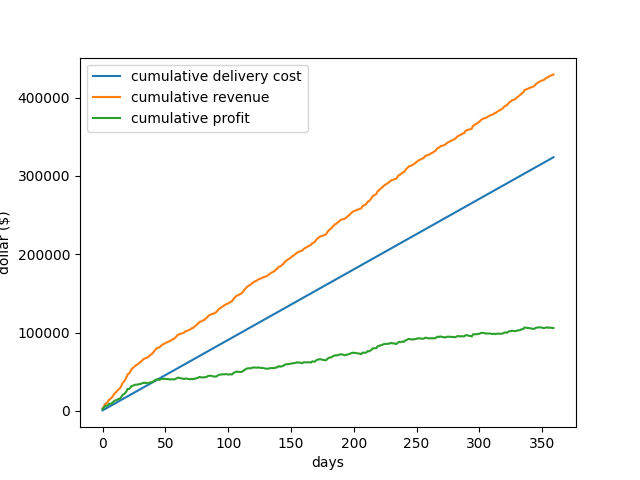 cumulative delivery cost
cumulative revenue
cumulative profit
dollar ($)
400000
300000
200000
100000
0
0 50 100 150 200 250 300 350
days